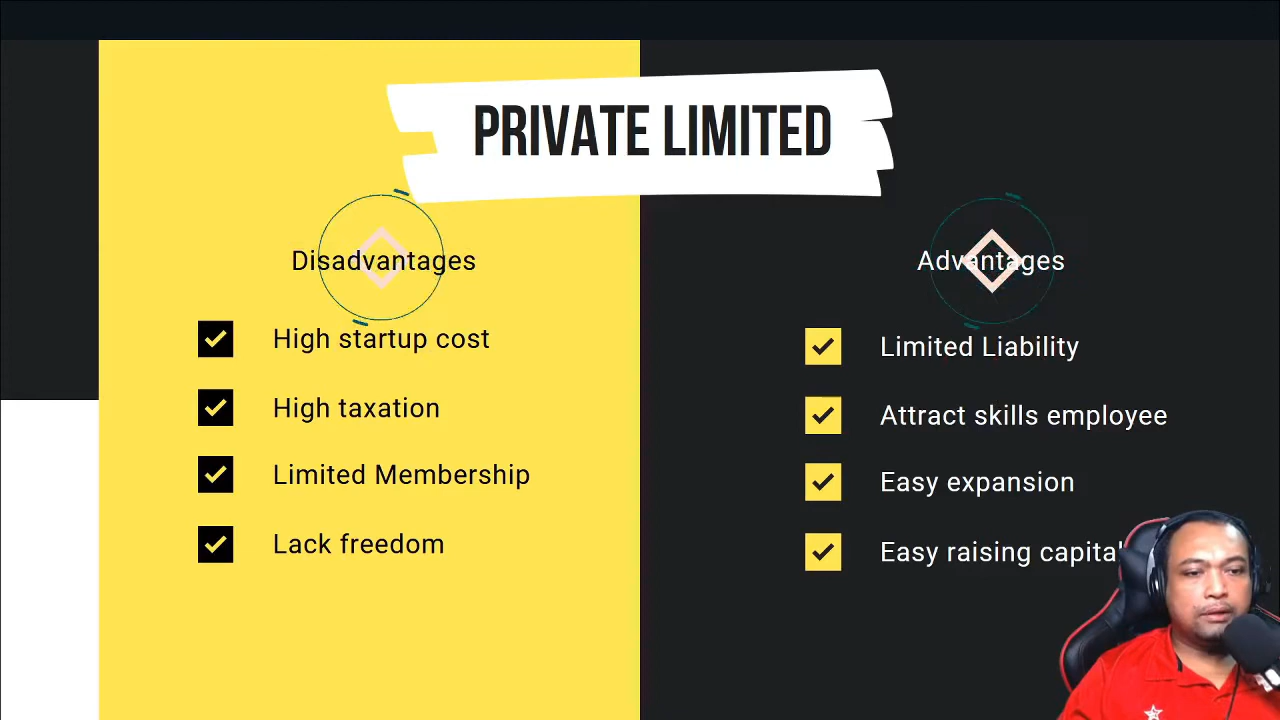 PRIVATE LIMITED
Disadvantages
High startup cost
High taxation
Limited Membership
Lack freedom
Advantages
Limited Liability
Attract skills employee
Easy expansion
Easy raising capital